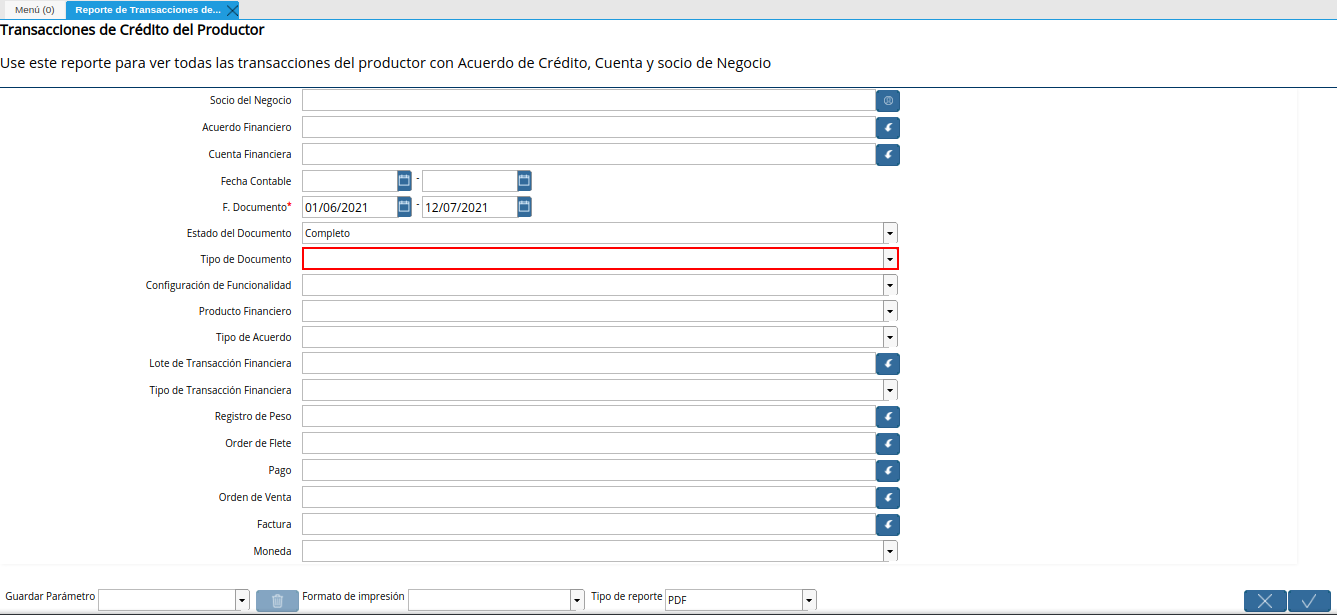 Menú (0)
Reporte de Transacciones de...
Transacciones de Crédito del Productor
Use este reporte para ver todas las transacciones del productor con Acuerdo de Crédito, Cuenta y socio de Negocio
Socio del Negocio
Acuerdo Financiero
Cuenta Financiera
Fecha Contable -
F. Documento* 01/06/2021 - 12/07/2021
Estado del Documento Completo
Tipo de Documento
Configuración de Funcionalidad
Producto Financiero
Tipo de Acuerdo
Lote de Transacción Financiera
Tipo de Transacción Financiera
Registro de Peso
Order de Flete
Pago
Orden de Venta
Factura
Moneda
Guardar Parámetro Formato de impresión Tipo de reporte PDF